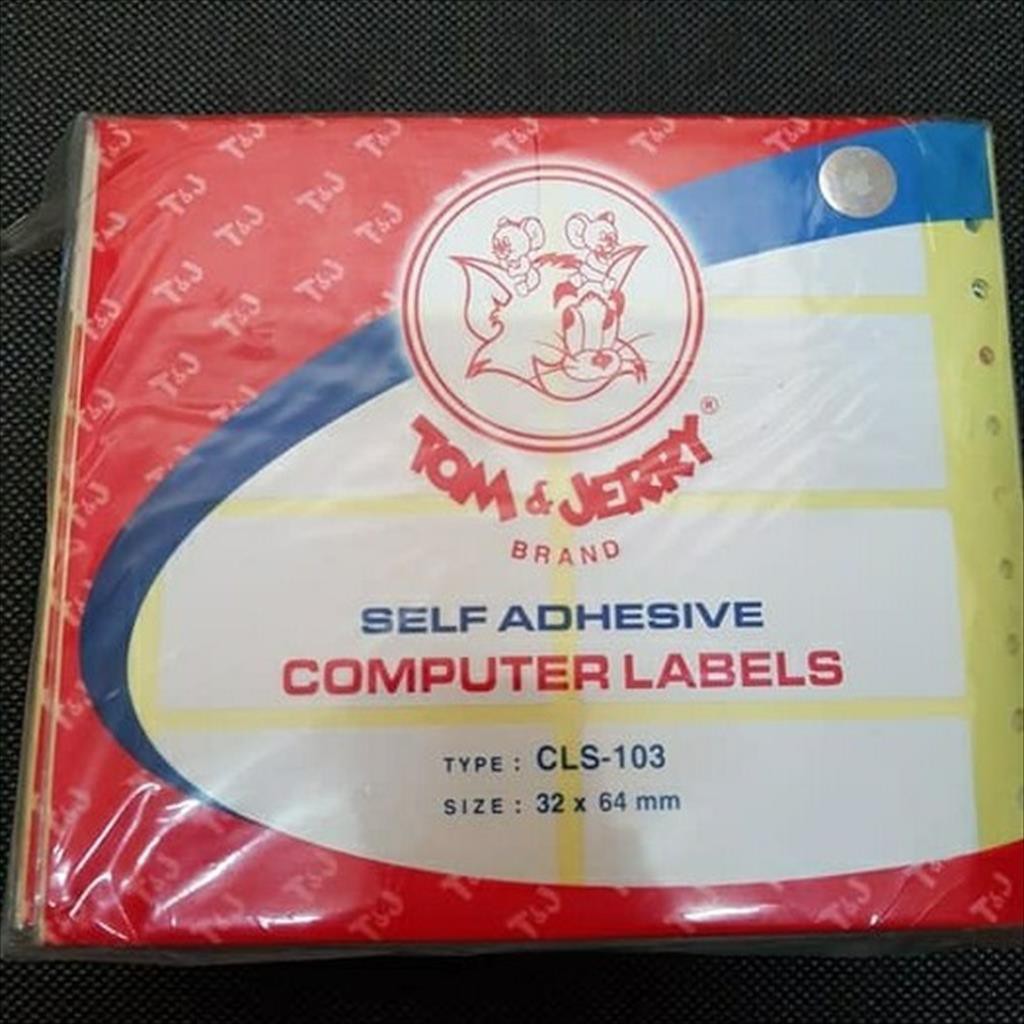 TOM & JERRY®
BRAND
SELF ADHESIVE
COMPUTER LABELS
TYPE : CLS-103
SIZE : 32 x 64 mm
T&J